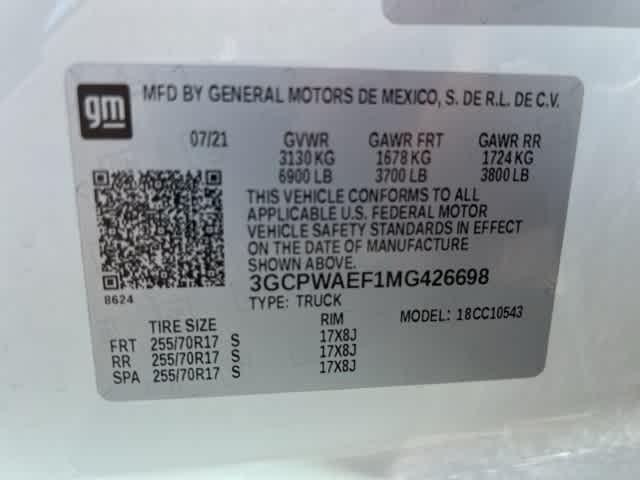 gm MFD BY GENERAL MOTORS DE MEXICO, S. DE R.L. DE C.V.
07/21 GVWR GAWR FRT GAWR RR
3130 KG 1678 KG 1724 KG
6900 LB 3700 LB 3800 LB
THIS VEHICLE CONFORMS TO ALL
APPLICABLE U.S. FEDERAL MOTOR
VEHICLE SAFETY STANDARDS IN EFFECT
ON THE DATE OF MANUFACTURE
SHOWN ABOVE.
8624
3GCPWAEF1MG426698
TYPE: TRUCK
MODEL: 18CC10543
TIRE SIZE RIM
FRT 255/70R17 S 17X8J
RR 255/70R17 S 17X8J
SPA 255/70R17 S 17X8J